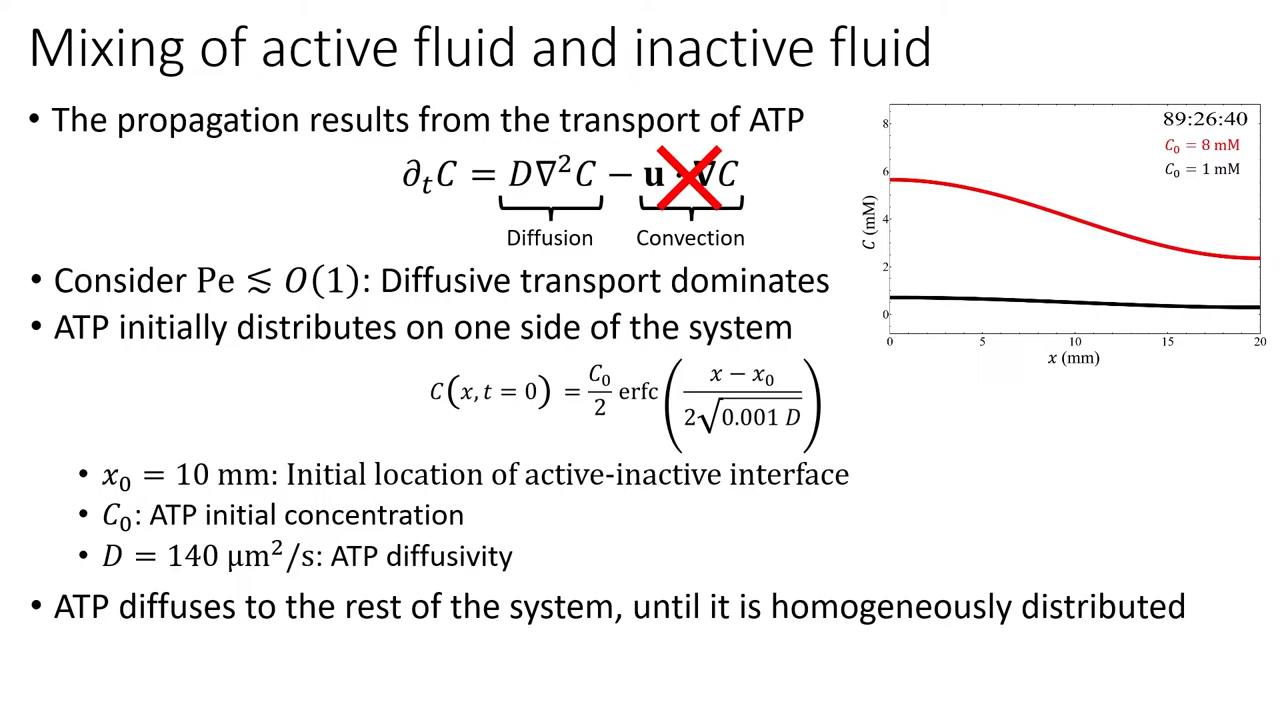 Mixing of active fluid and inactive fluid
• The propagation results from the transport of ATP
∂ₜC = D∇²C − u · ∇C
Diffusion
Convection
• Consider Pe ≲ O(1): Diffusive transport dominates
• ATP initially distributes on one side of the system
C(x, t = 0) = C₀/2 erfc((x − x₀)/(2√(0.001 D)))
• x₀ = 10 mm: Initial location of active-inactive interface
• C₀: ATP initial concentration
• D = 140 μm²/s: ATP diffusivity
• ATP diffuses to the rest of the system, until it is homogeneously distributed
89:26:40
C₀ = 8 mM
C₀ = 1 mM
C (mM)
8
6
4
2
0
0 5 10 15 20
x (mm)